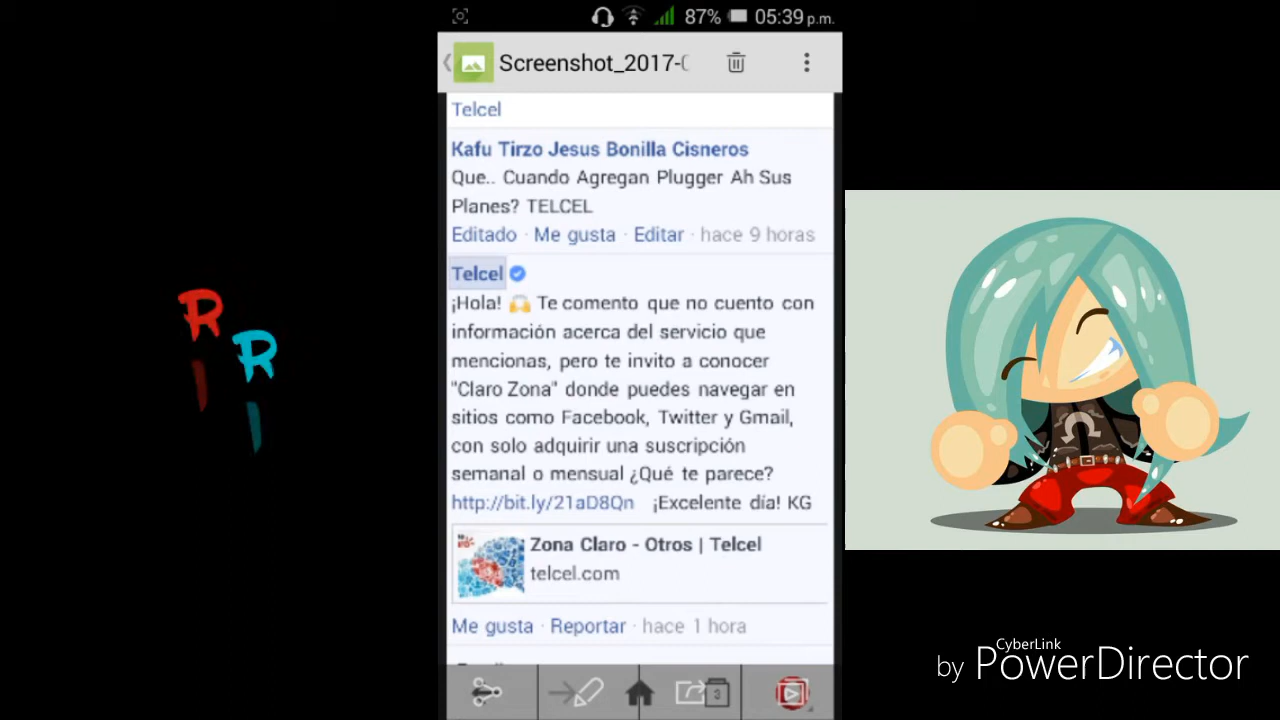 87% 05:39 p.m.
Screenshot_2017-0
Telcel
Kafu Tirzo Jesus Bonilla Cisneros
Que.. Cuando Agregan Plugger Ah Sus
Planes? TELCEL
Editado · Me gusta · Editar · hace 9 horas
Telcel
¡Hola! 🙌 Te comento que no cuento con
información acerca del servicio que
mencionas, pero te invito a conocer
"Claro Zona" donde puedes navegar en
sitios como Facebook, Twitter y Gmail,
con solo adquirir una suscripción
semanal o mensual ¿Qué te parece?
http://bit.ly/21aD8Qn ¡Excelente día! KG
Zona Claro - Otros | Telcel
telcel.com
Me gusta · Reportar · hace 1 hora
3
R
R
CyberLink
by PowerDirector